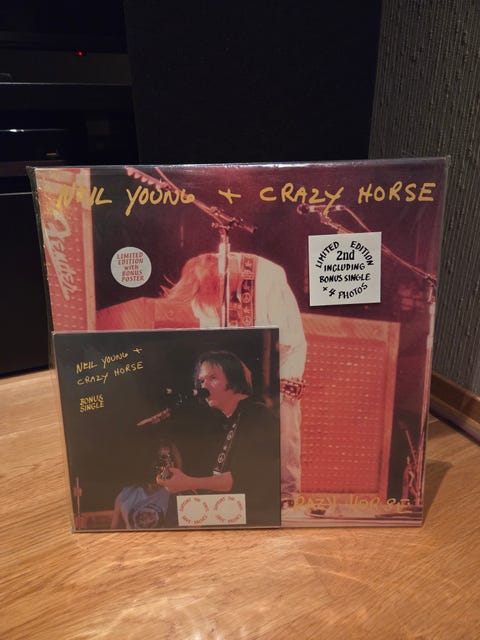 NEIL YOUNG + CRAZY HORSE
LIMITED
EDITION
with
BONUS
POSTER
LIMITED EDITION
2nd
INCLUDING
BONUS SINGLE
+ 4 PHOTOS
NEIL YOUNG +
CRAZY HORSE
BONUS
SINGLE
CRAZY HORSE